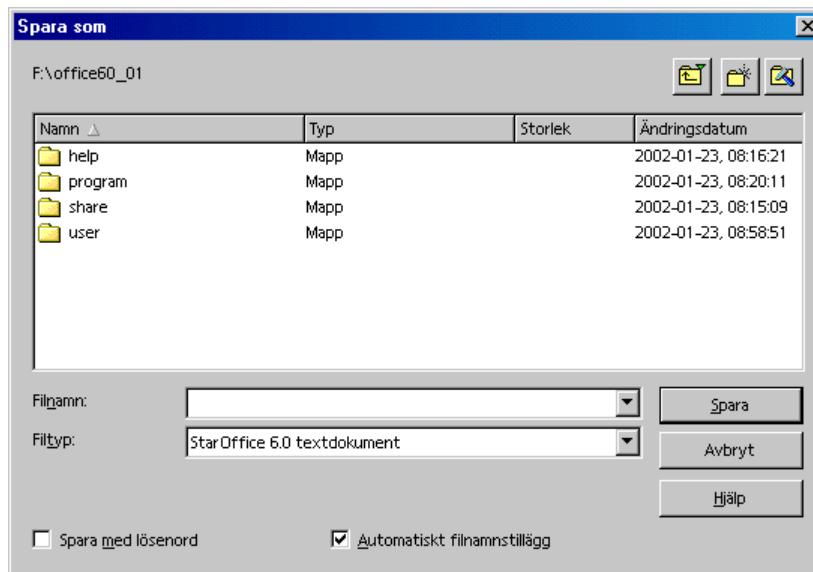 Spara som
F:\office60_01
Namn Typ Storlek Ändringsdatum
help Mapp 2002-01-23, 08:16:21
program Mapp 2002-01-23, 08:20:11
share Mapp 2002-01-23, 08:15:09
user Mapp 2002-01-23, 08:58:51
Filnamn: Spara
Filtyp: StarOffice 6.0 textdokument Avbryt
Hjälp
Spara med lösenord Automatiskt filnamnstillägg